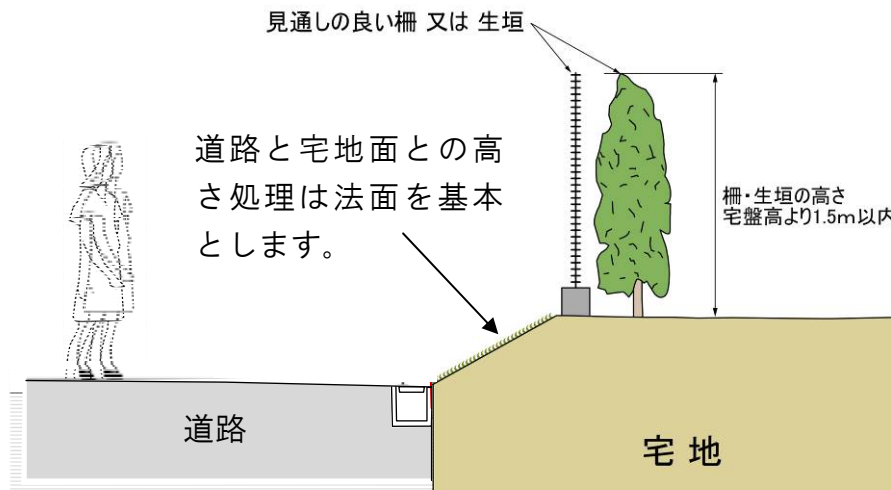 見通しの良い柵 又は 生垣
道路と宅地面との高
さ処理は法面を基本
とします。
柵・生垣の高さ
宅盤高より1.5m以内
道路
宅地